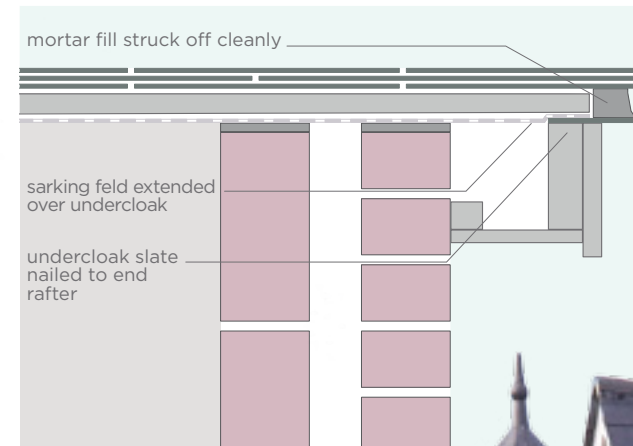 mortar fill struck off cleanly
sarking feld extended
over undercloak
undercloak slate
nailed to end
rafter